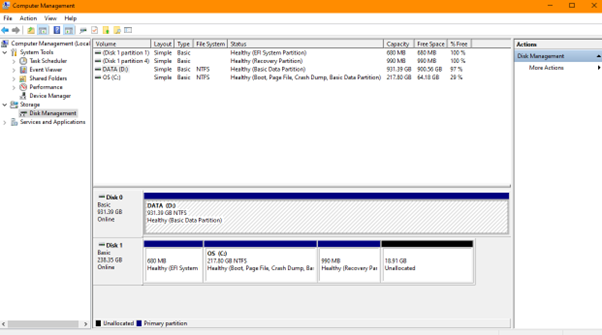 Computer Management
File Action View Help
Computer Management (Local
System Tools
Task Scheduler
Event Viewer
Shared Folders
Performance
Device Manager
Storage
Disk Management
Services and Applications
Volume Layout Type File System Status Capacity Free Space % Free
(Disk 1 partition 1) Simple Basic Healthy (EFI System Partition) 680 MB 680 MB 100 %
(Disk 1 partition 4) Simple Basic Healthy (Recovery Partition) 990 MB 990 MB 100 %
DATA (D:) Simple Basic NTFS Healthy (Basic Data Partition) 931.39 GB 900.56 GB 97 %
OS (C:) Simple Basic NTFS Healthy (Boot, Page File, Crash Dump, Basic Data Partition) 217.80 GB 64.18 GB 29 %
Disk 0
Basic
931.39 GB
Online
DATA (D:)
931.39 GB NTFS
Healthy (Basic Data Partition)
Disk 1
Basic
238.35 GB
Online
680 MB
Healthy (EFI System
OS (C:)
217.80 GB NTFS
Healthy (Boot, Page File, Crash Dump, Ba
990 MB
Healthy (Recovery Pa
18.91 GB
Unallocated
Unallocated Primary partition
Actions
Disk Management
More Actions